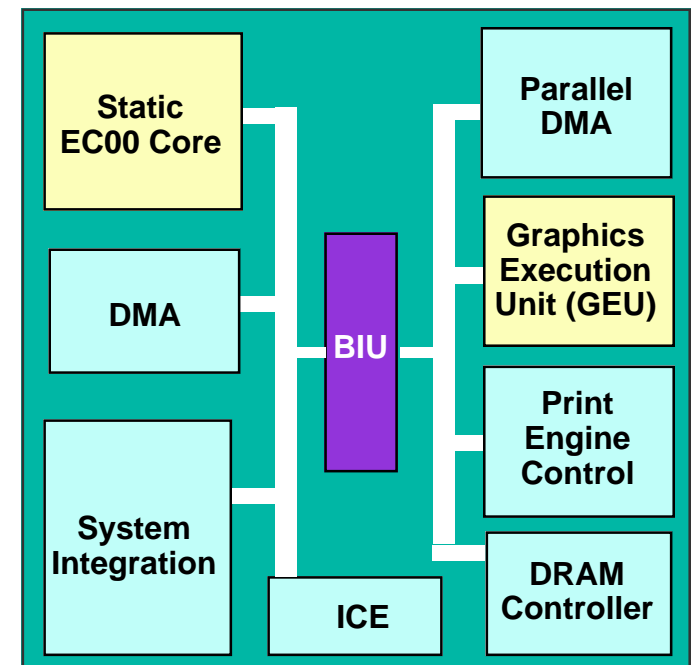 Static
EC00 Core
Parallel
DMA
Graphics
Execution
Unit (GEU)
DMA
BIU
Print
Engine
Control
System
Integration
ICE
DRAM
Controller